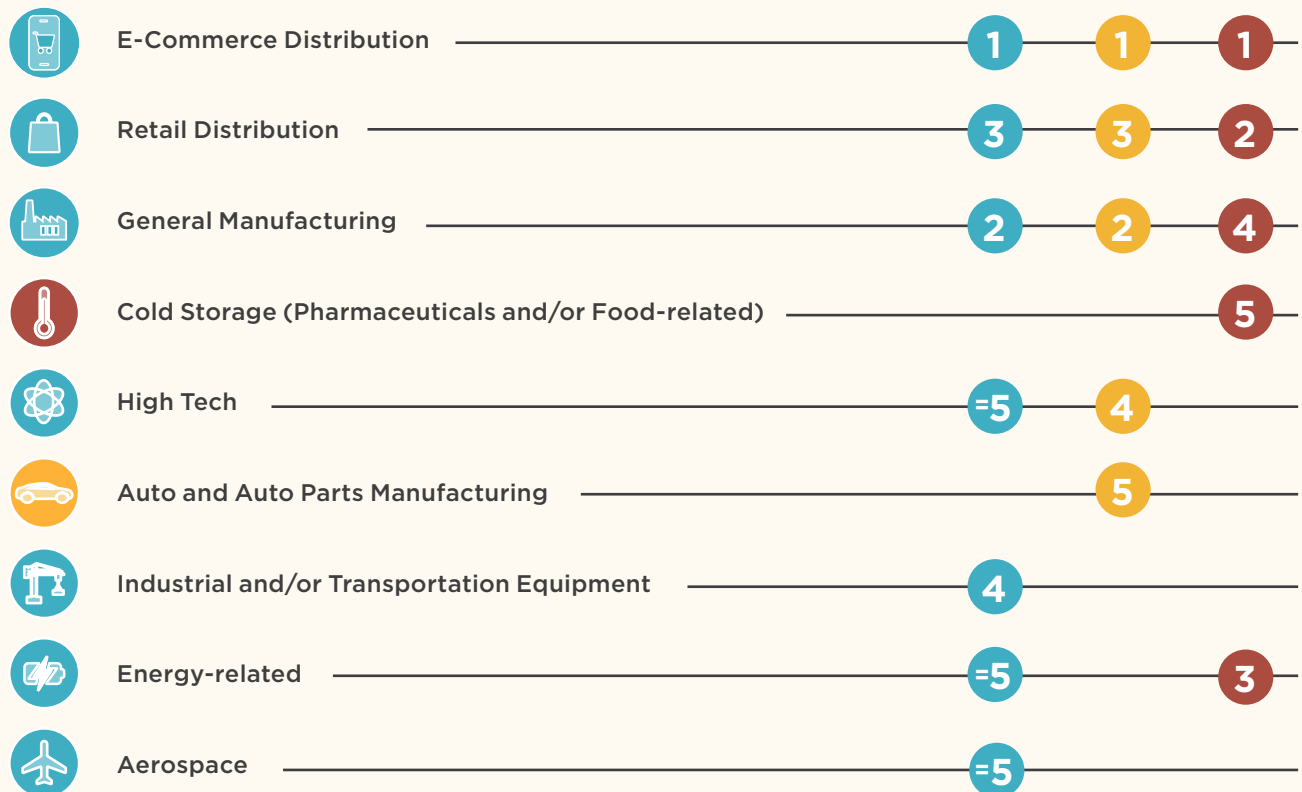 E-Commerce Distribution 1 1 1
Retail Distribution 3 3 2
General Manufacturing 2 2 4
Cold Storage (Pharmaceuticals and/or Food-related) 5
High Tech =5 4
Auto and Auto Parts Manufacturing 5
Industrial and/or Transportation Equipment 4
Energy-related =5 3
Aerospace =5